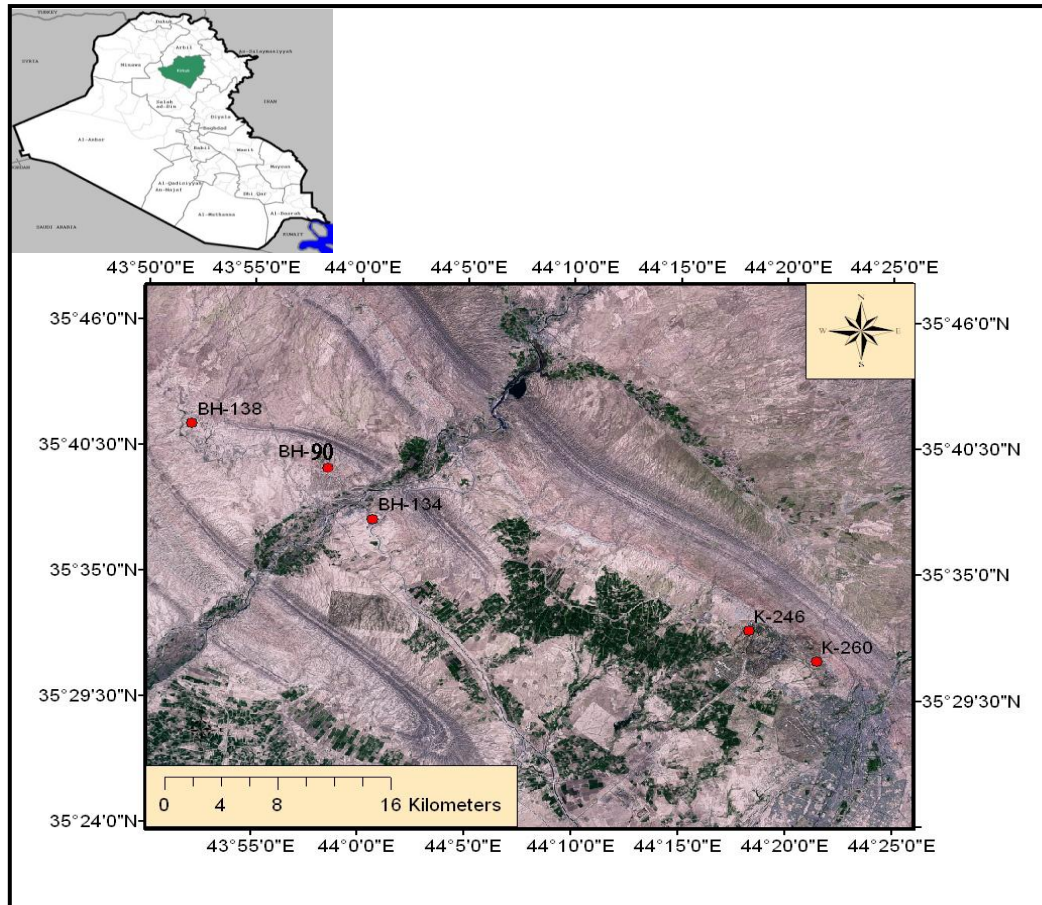 TURKEY
Dahuk
SYRIA
Ninawa
Arbil
As-Sulaymaniyyah
IRAN
Salah
ad-Din
Diyala
Baghdad
Al-Anbar
Babil
Wasit
Maysan
Al-Qadisiyyah
An-Najaf
Dhi Qar
Al-Muthanna
Al-Basrah
SAUDI ARABIA
KUWAIT
43°50'0"E 43°55'0"E 44°0'0"E 44°5'0"E 44°10'0"E 44°15'0"E 44°20'0"E 44°25'0"E
N
W E
S
35°46'0"N 35°46'0"N
BH-138
35°40'30"N 35°40'30"N
BH-90
BH-134
35°35'0"N 35°35'0"N
K-246
K-260
35°29'30"N 35°29'30"N
0 4 8 16 Kilometers
35°24'0"N
43°55'0"E 44°0'0"E 44°5'0"E 44°10'0"E 44°15'0"E 44°20'0"E 44°25'0"E